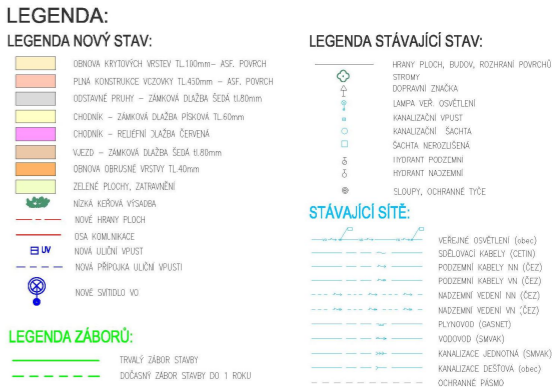 LEGENDA:
LEGENDA NOVÝ STAV:
OBNOVA KRYTOVÝCH VRSTEV TL.100mm- ASF. POVRCH
PLNÁ KONSTRUKCE VOZOVKY TL.450mm - ASF. POVRCH
ODSTAVNÉ PRUHY - ZÁMKOVÁ DLAŽBA ŠEDÁ tl.80mm
CHODNÍK - ZÁMKOVÁ DLAŽBA PÍSKOVÁ TL.60mm
CHODNÍK - RELIÉFNÍ DLAŽBA ČERVENÁ
VJEZD - ZÁMKOVÁ DLAŽBA ŠEDÁ tl.80mm
OBNOVA OBRUSNÉ VRSTVY TL.40mm
ZELENÉ PLOCHY, ZATRAVNĚNÍ
NÍZKÁ KEŘOVÁ VÝSADBA
NOVÉ HRANY PLOCH
OSA KOMUNIKACE
UV NOVÁ ULIČNÍ VPUST
NOVÁ PŘÍPOJKA ULIČNÍ VPUSTI
NOVÉ SVÍTIDLO VO
LEGENDA ZÁBORŮ:
TRVALÝ ZÁBOR STAVBY
DOČASNÝ ZÁBOR STAVBY DO 1 ROKU
LEGENDA STÁVAJÍCÍ STAV:
HRANY PLOCH, BUDOV, ROZHRANÍ POVRCHŮ
STROMY
DOPRAVNÍ ZNAČKA
LAMPA VEŘ. OSVĚTLENÍ
KANALIZAČNÍ VPUST
KANALIZAČNÍ ŠACHTA
ŠACHTA NEROZLIŠENÁ
HYDRANT PODZEMNÍ
HYDRANT NADZEMNÍ
SLOUPY, OCHRANNÉ TYČE
STÁVAJÍCÍ SÍTĚ:
VEŘEJNÉ OSVĚTLENÍ (obec)
SDĚLOVACÍ KABELY (CETIN)
PODZEMNÍ KABELY NN (ČEZ)
PODZEMNÍ KABELY VN (ČEZ)
NADZEMNÍ VEDENÍ NN (ČEZ)
NADZEMNÍ VEDENÍ VN (ČEZ)
PLYNOVOD (GASNET)
VODOVOD (SMVAK)
KANALIZACE JEDNOTNÁ (SMVAK)
KANALIZACE DEŠŤOVÁ (obec)
OCHRANNÉ PÁSMO